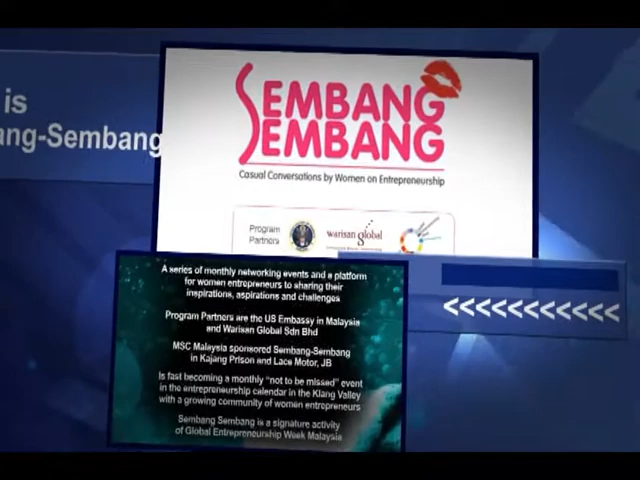 is
ang-Sembang
SEMBANG
SEMBANG
Casual Conversations by Women on Entrepreneurship
Program
Partners
warisan global
A series of monthly networking events and a platform
for women entrepreneurs to sharing their
inspirations, aspirations and challenges
Program Partners are the US Embassy in Malaysia
and Warisan Global Sdn Bhd
MSC Malaysia sponsored Sembang-Sembang
in Kajang Prison and Lace Motor, JB
Is fast becoming a monthly "not to be missed" event
in the entrepreneurship calendar in the Klang Valley
with a growing community of women entrepreneurs
Sembang Sembang is a signature activity
of Global Entrepreneurship Week Malaysia
<<<<<<<<<<<